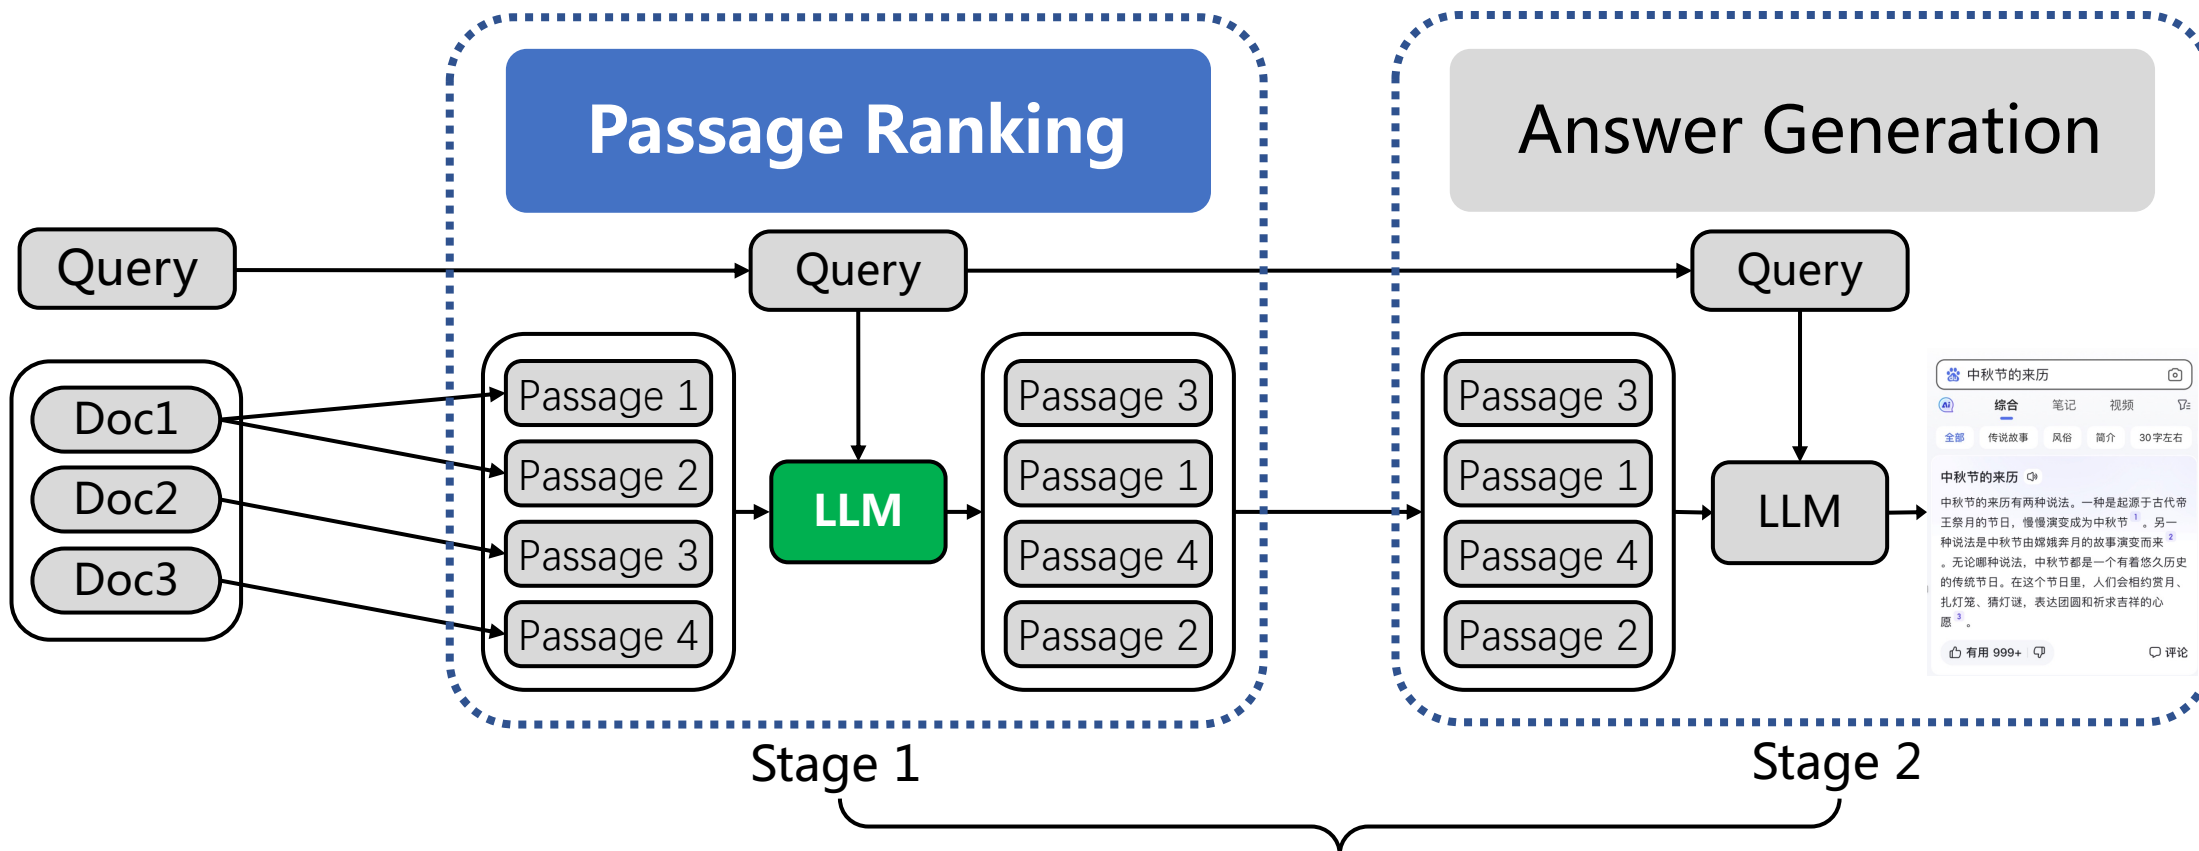 Passage Ranking
Answer Generation
Query
Query
Query
Doc1
Doc2
Doc3
Passage 1
Passage 2
Passage 3
Passage 4
LLM
Passage 3
Passage 1
Passage 4
Passage 2
Passage 3
Passage 1
Passage 4
Passage 2
LLM
中秋节的来历
Ai
综合 笔记 视频
全部 传说故事 风俗 简介 30字左右
中秋节的来历
中秋节的来历有两种说法。一种是起源于古代帝
王祭月的节日，慢慢演变成为中秋节 1 。另一
种说法是中秋节由嫦娥奔月的故事演变而来 2
。无论哪种说法，中秋节都是一个有着悠久历史
的传统节日。在这个节日里，人们会相约赏月、
扎灯笼、猜灯谜，表达团圆和祈求吉祥的心
愿 3 。
有用 999+
评论
Stage 1
Stage 2